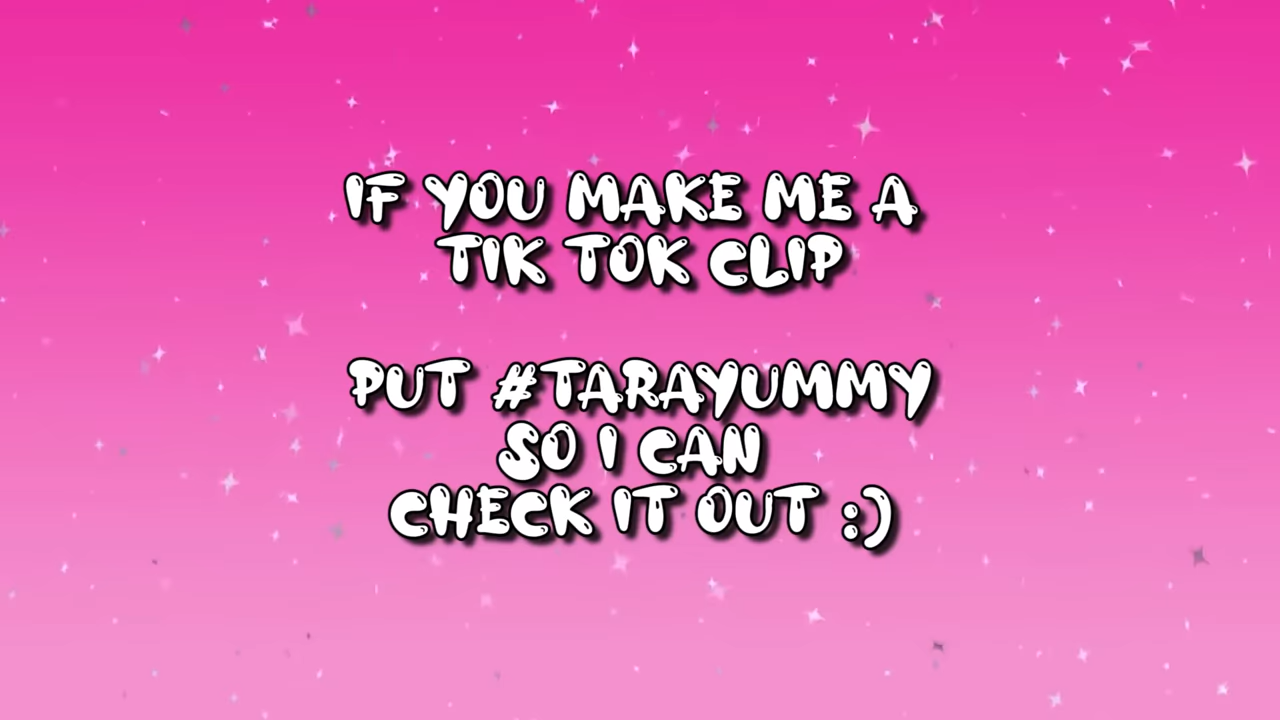 IF YOU MAKE ME A
TIK TOK CLIP
PUT #TARAYUMMY
SO I CAN
CHECK IT OUT :)